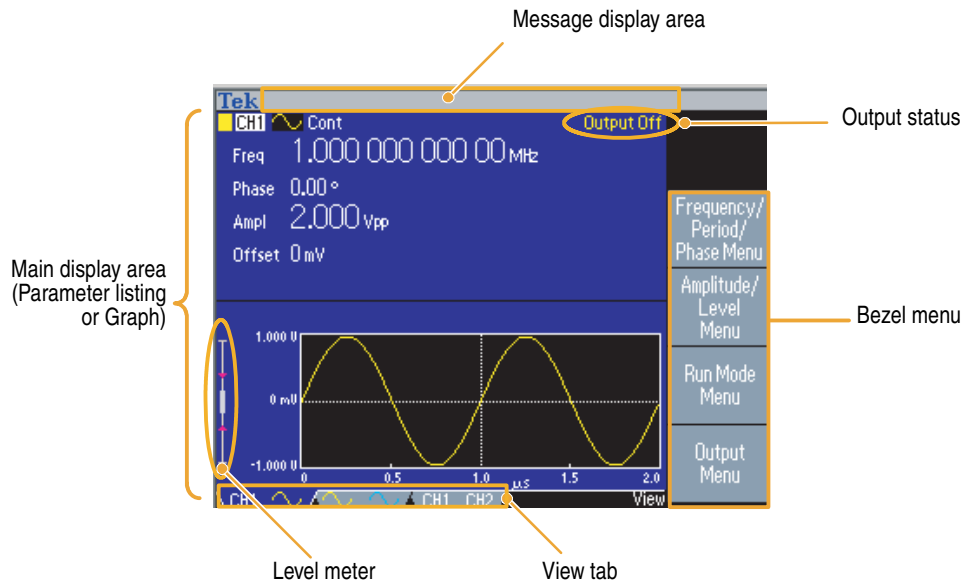 Message display area
Tek
CH1 Cont Output Off
Output status
Freq 1.000 000 000 00 MHz
Phase 0.00 °
Ampl 2.000 Vpp
Offset 0 mV
Frequency/
Period/
Phase Menu
Amplitude/
Level
Menu
Run Mode
Menu
Output
Menu
Bezel menu
Main display area
(Parameter listing
or Graph)
1.000 V
0 mV
-1.000 V
0 0.5 1.0 µs 1.5 2.0
CH1 CH1 CH2 View
Level meter
View tab